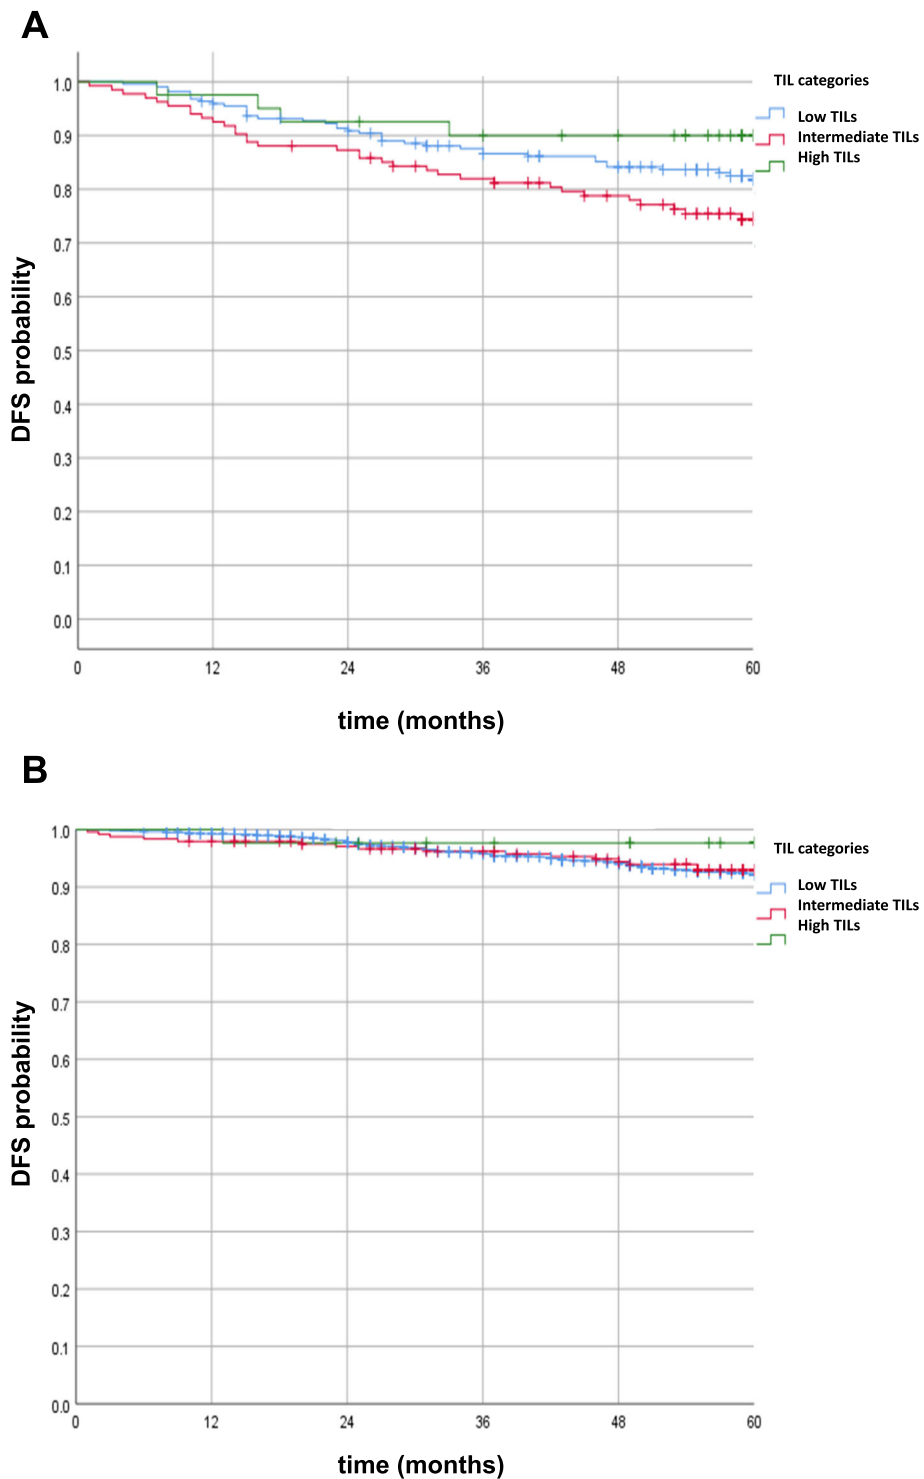 A
1.0
0.9
0.8
0.7
0.6
0.5
0.4
0.3
0.2
0.1
0.0
DFS probability
0 12 24 36 48 60
time (months)
TIL categories
Low TILs
Intermediate TILs
High TILs
B
1.0
0.9
0.8
0.7
0.6
0.5
0.4
0.3
0.2
0.1
0.0
DFS probability
0 12 24 36 48 60
time (months)
TIL categories
Low TILs
Intermediate TILs
High TILs